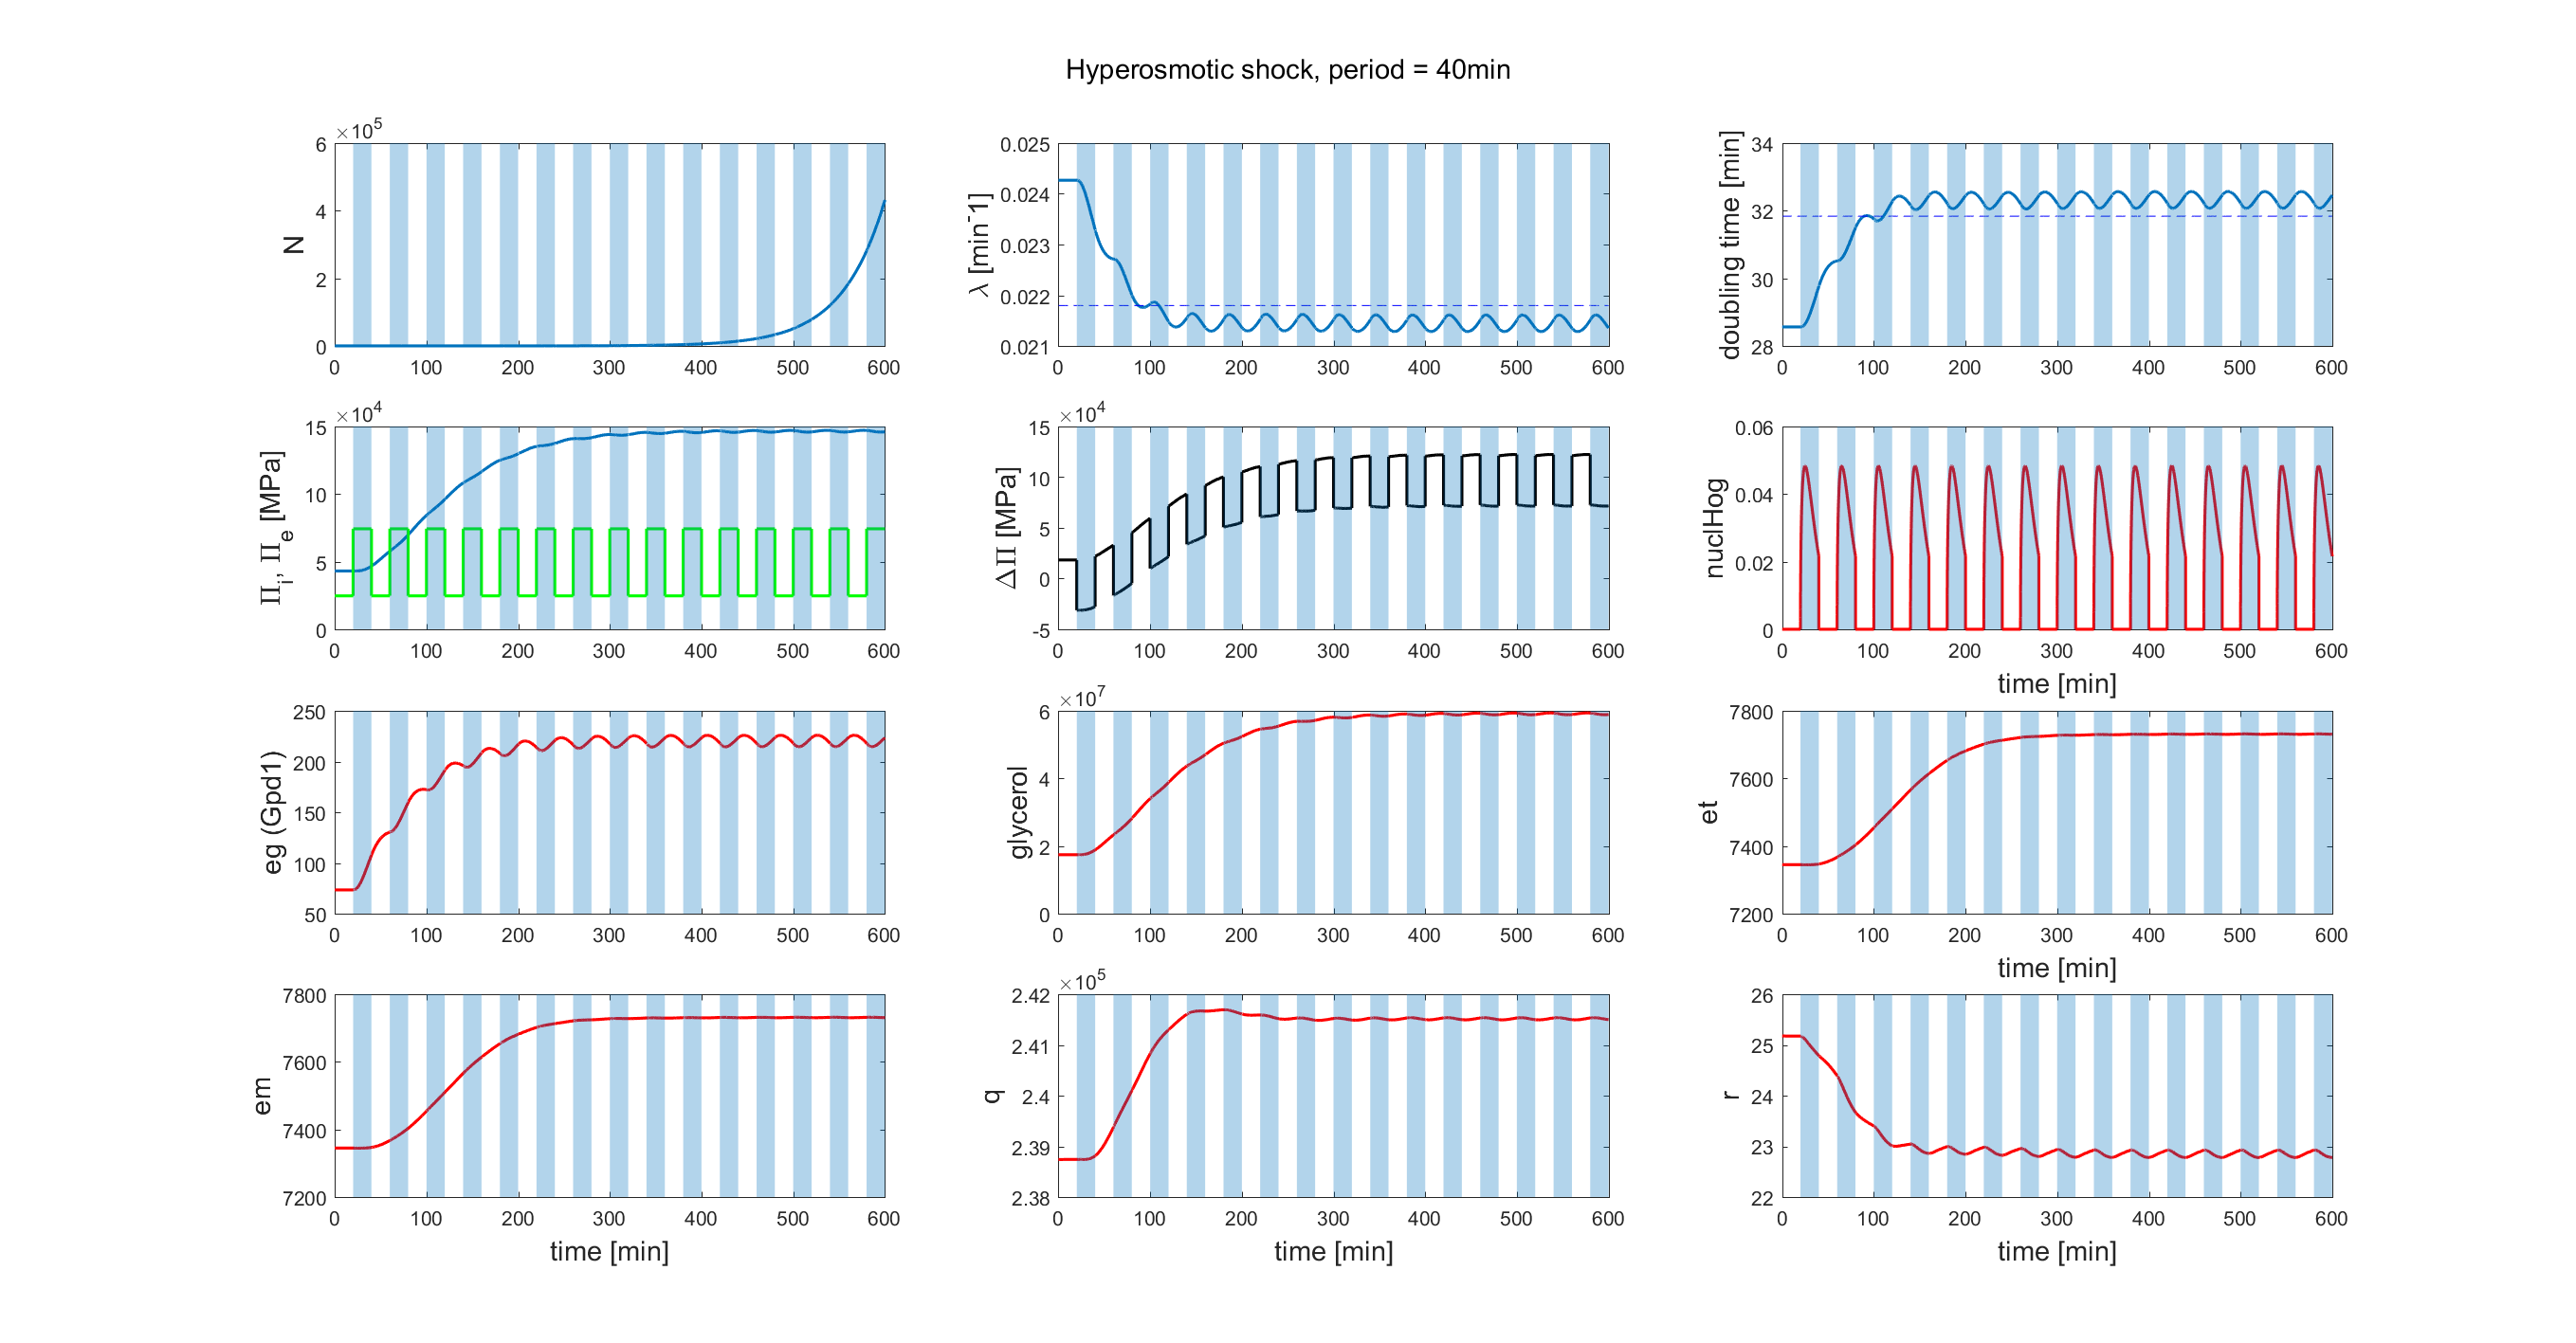 Hyperosmotic shock, period = 40min
×10^5
6
4
2
0
N
0 100 200 300 400 500 600
0.025
0.024
0.023
0.022
0.021
λ [min^-1]
0 100 200 300 400 500 600
34
32
30
28
doubling time [min]
0 100 200 300 400 500 600
×10^4
15
10
5
0
Π_i, Π_e [MPa]
0 100 200 300 400 500 600
×10^4
15
10
5
0
-5
ΔΠ [MPa]
0 100 200 300 400 500 600
0.06
0.04
0.02
0
nuclHog
0 100 200 300 400 500 600
time [min]
250
200
150
100
50
eg (Gpd1)
0 100 200 300 400 500 600
×10^7
6
4
2
0
glycerol
0 100 200 300 400 500 600
7800
7600
7400
7200
et
0 100 200 300 400 500 600
time [min]
7800
7600
7400
7200
em
0 100 200 300 400 500 600
time [min]
×10^5
2.42
2.41
2.4
2.39
2.38
q
0 100 200 300 400 500 600
time [min]
26
25
24
23
22
r
0 100 200 300 400 500 600
time [min]